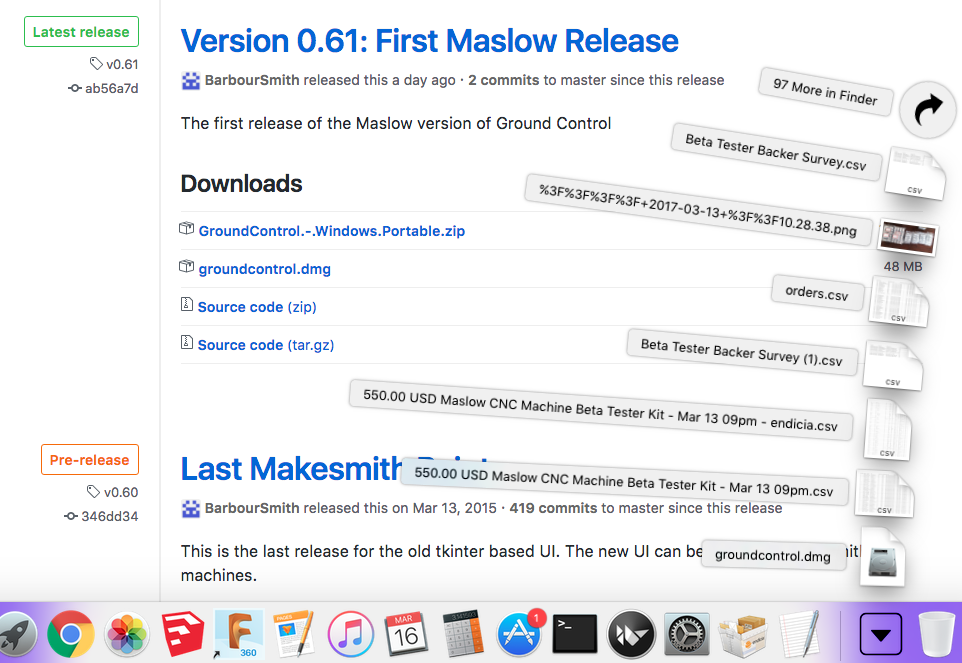 Latest release
v0.61
ab56a7d
Version 0.61: First Maslow Release
BarbourSmith released this a day ago · 2 commits to master since this release
The first release of the Maslow version of Ground Control
Downloads
GroundControl.-.Windows.Portable.zip
groundcontrol.dmg
Source code (zip)
Source code (tar.gz)
97 More in Finder
Beta Tester Backer Survey.csv
CSV
%3F%3F%3F%3F+2017-03-13+%3F%3F10.28.38.png
48 MB
orders.csv
CSV
Beta Tester Backer Survey (1).csv
CSV
550.00 USD Maslow CNC Machine Beta Tester Kit - Mar 13 09pm - endicia.csv
CSV
Pre-release
v0.60
346dd34
Last Makesmith
550.00 USD Maslow CNC Machine Beta Tester Kit - Mar 13 09pm.csv
CSV
BarbourSmith released this on Mar 13, 2015 · 419 commits to master since this release
This is the last release for the old tkinter based UI. The new UI can be
groundcontrol.dmg
machines.
360
PAGES
MAR
16
1
>_